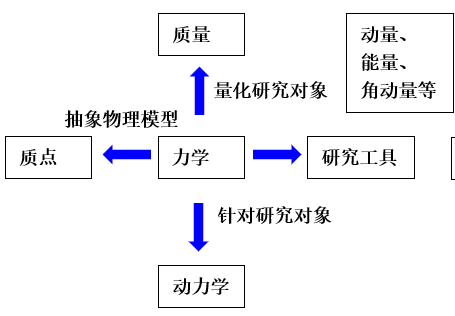 质量
动量、
能量、
角动量等
量化研究对象
抽象物理模型
质点
力学
研究工具
针对研究对象
动力学